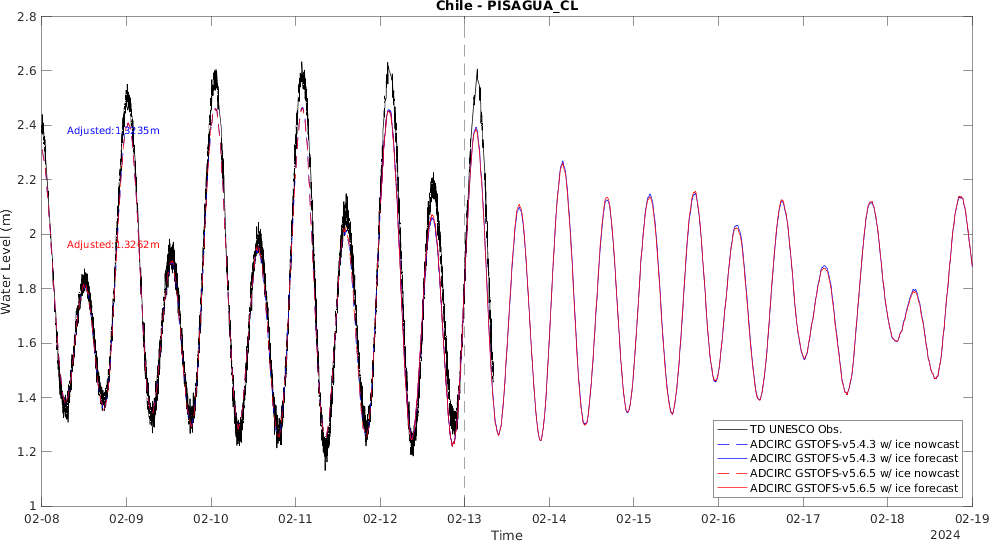 Chile - PISAGUA_CL
2.8
2.6
2.4
2.2
2
1.8
1.6
1.4
1.2
1
Water Level (m)
Adjusted:1.3235m
Adjusted:1.3262m
TD UNESCO Obs.
ADCIRC GSTOFS-v5.4.3 w/ ice nowcast
ADCIRC GSTOFS-v5.4.3 w/ ice forecast
ADCIRC GSTOFS-v5.6.5 w/ ice nowcast
ADCIRC GSTOFS-v5.6.5 w/ ice forecast
02-08 02-09 02-10 02-11 02-12 02-13 02-14 02-15 02-16 02-17 02-18 02-19
Time
2024